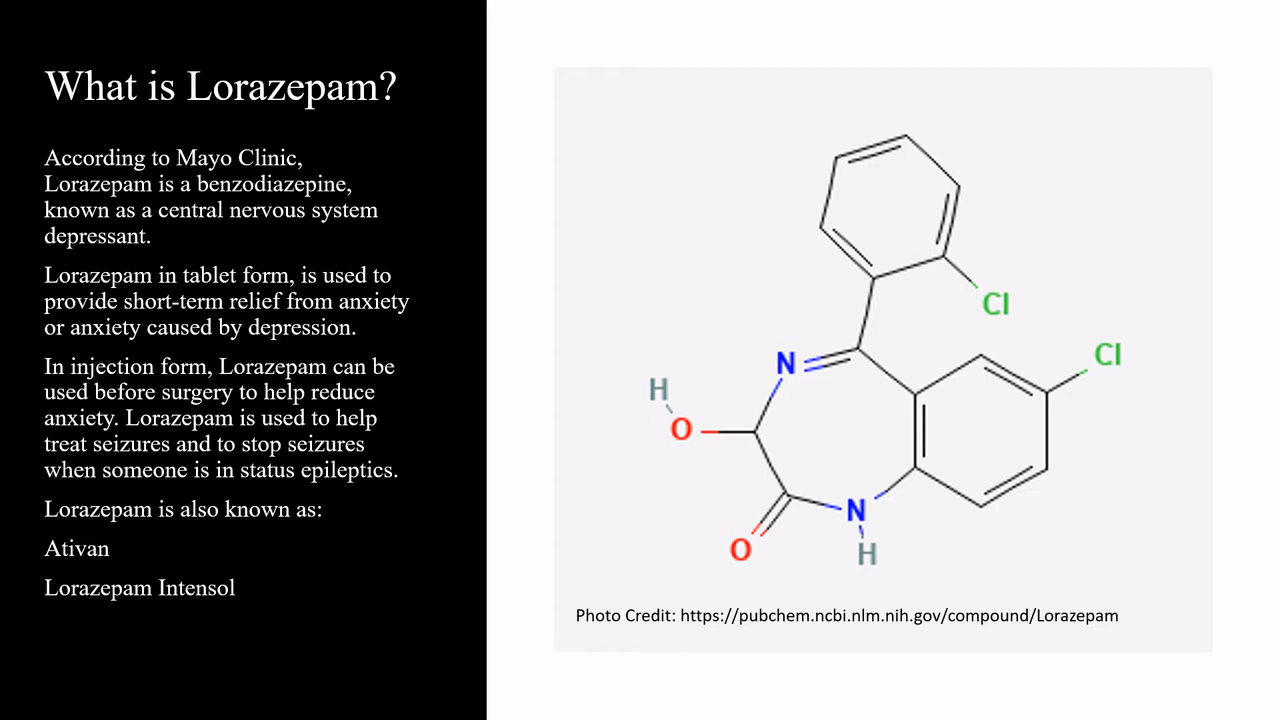 What is Lorazepam?
According to Mayo Clinic,
Lorazepam is a benzodiazepine,
known as a central nervous system
depressant.
Lorazepam in tablet form, is used to
provide short-term relief from anxiety
or anxiety caused by depression.
In injection form, Lorazepam can be
used before surgery to help reduce
anxiety. Lorazepam is used to help
treat seizures and to stop seizures
when someone is in status epileptics.
Lorazepam is also known as:
Ativan
Lorazepam Intensol
Cl
Cl
N
H
O
N
O
H
Photo Credit: https://pubchem.ncbi.nlm.nih.gov/compound/Lorazepam